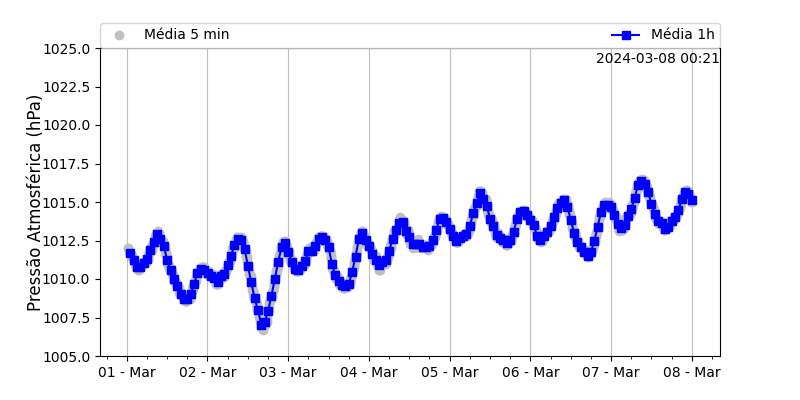 Média 5 min
Média 1h
2024-03-08 00:21
Pressão Atmosférica (hPa)
1025.0
1022.5
1020.0
1017.5
1015.0
1012.5
1010.0
1007.5
1005.0
01 - Mar
02 - Mar
03 - Mar
04 - Mar
05 - Mar
06 - Mar
07 - Mar
08 - Mar